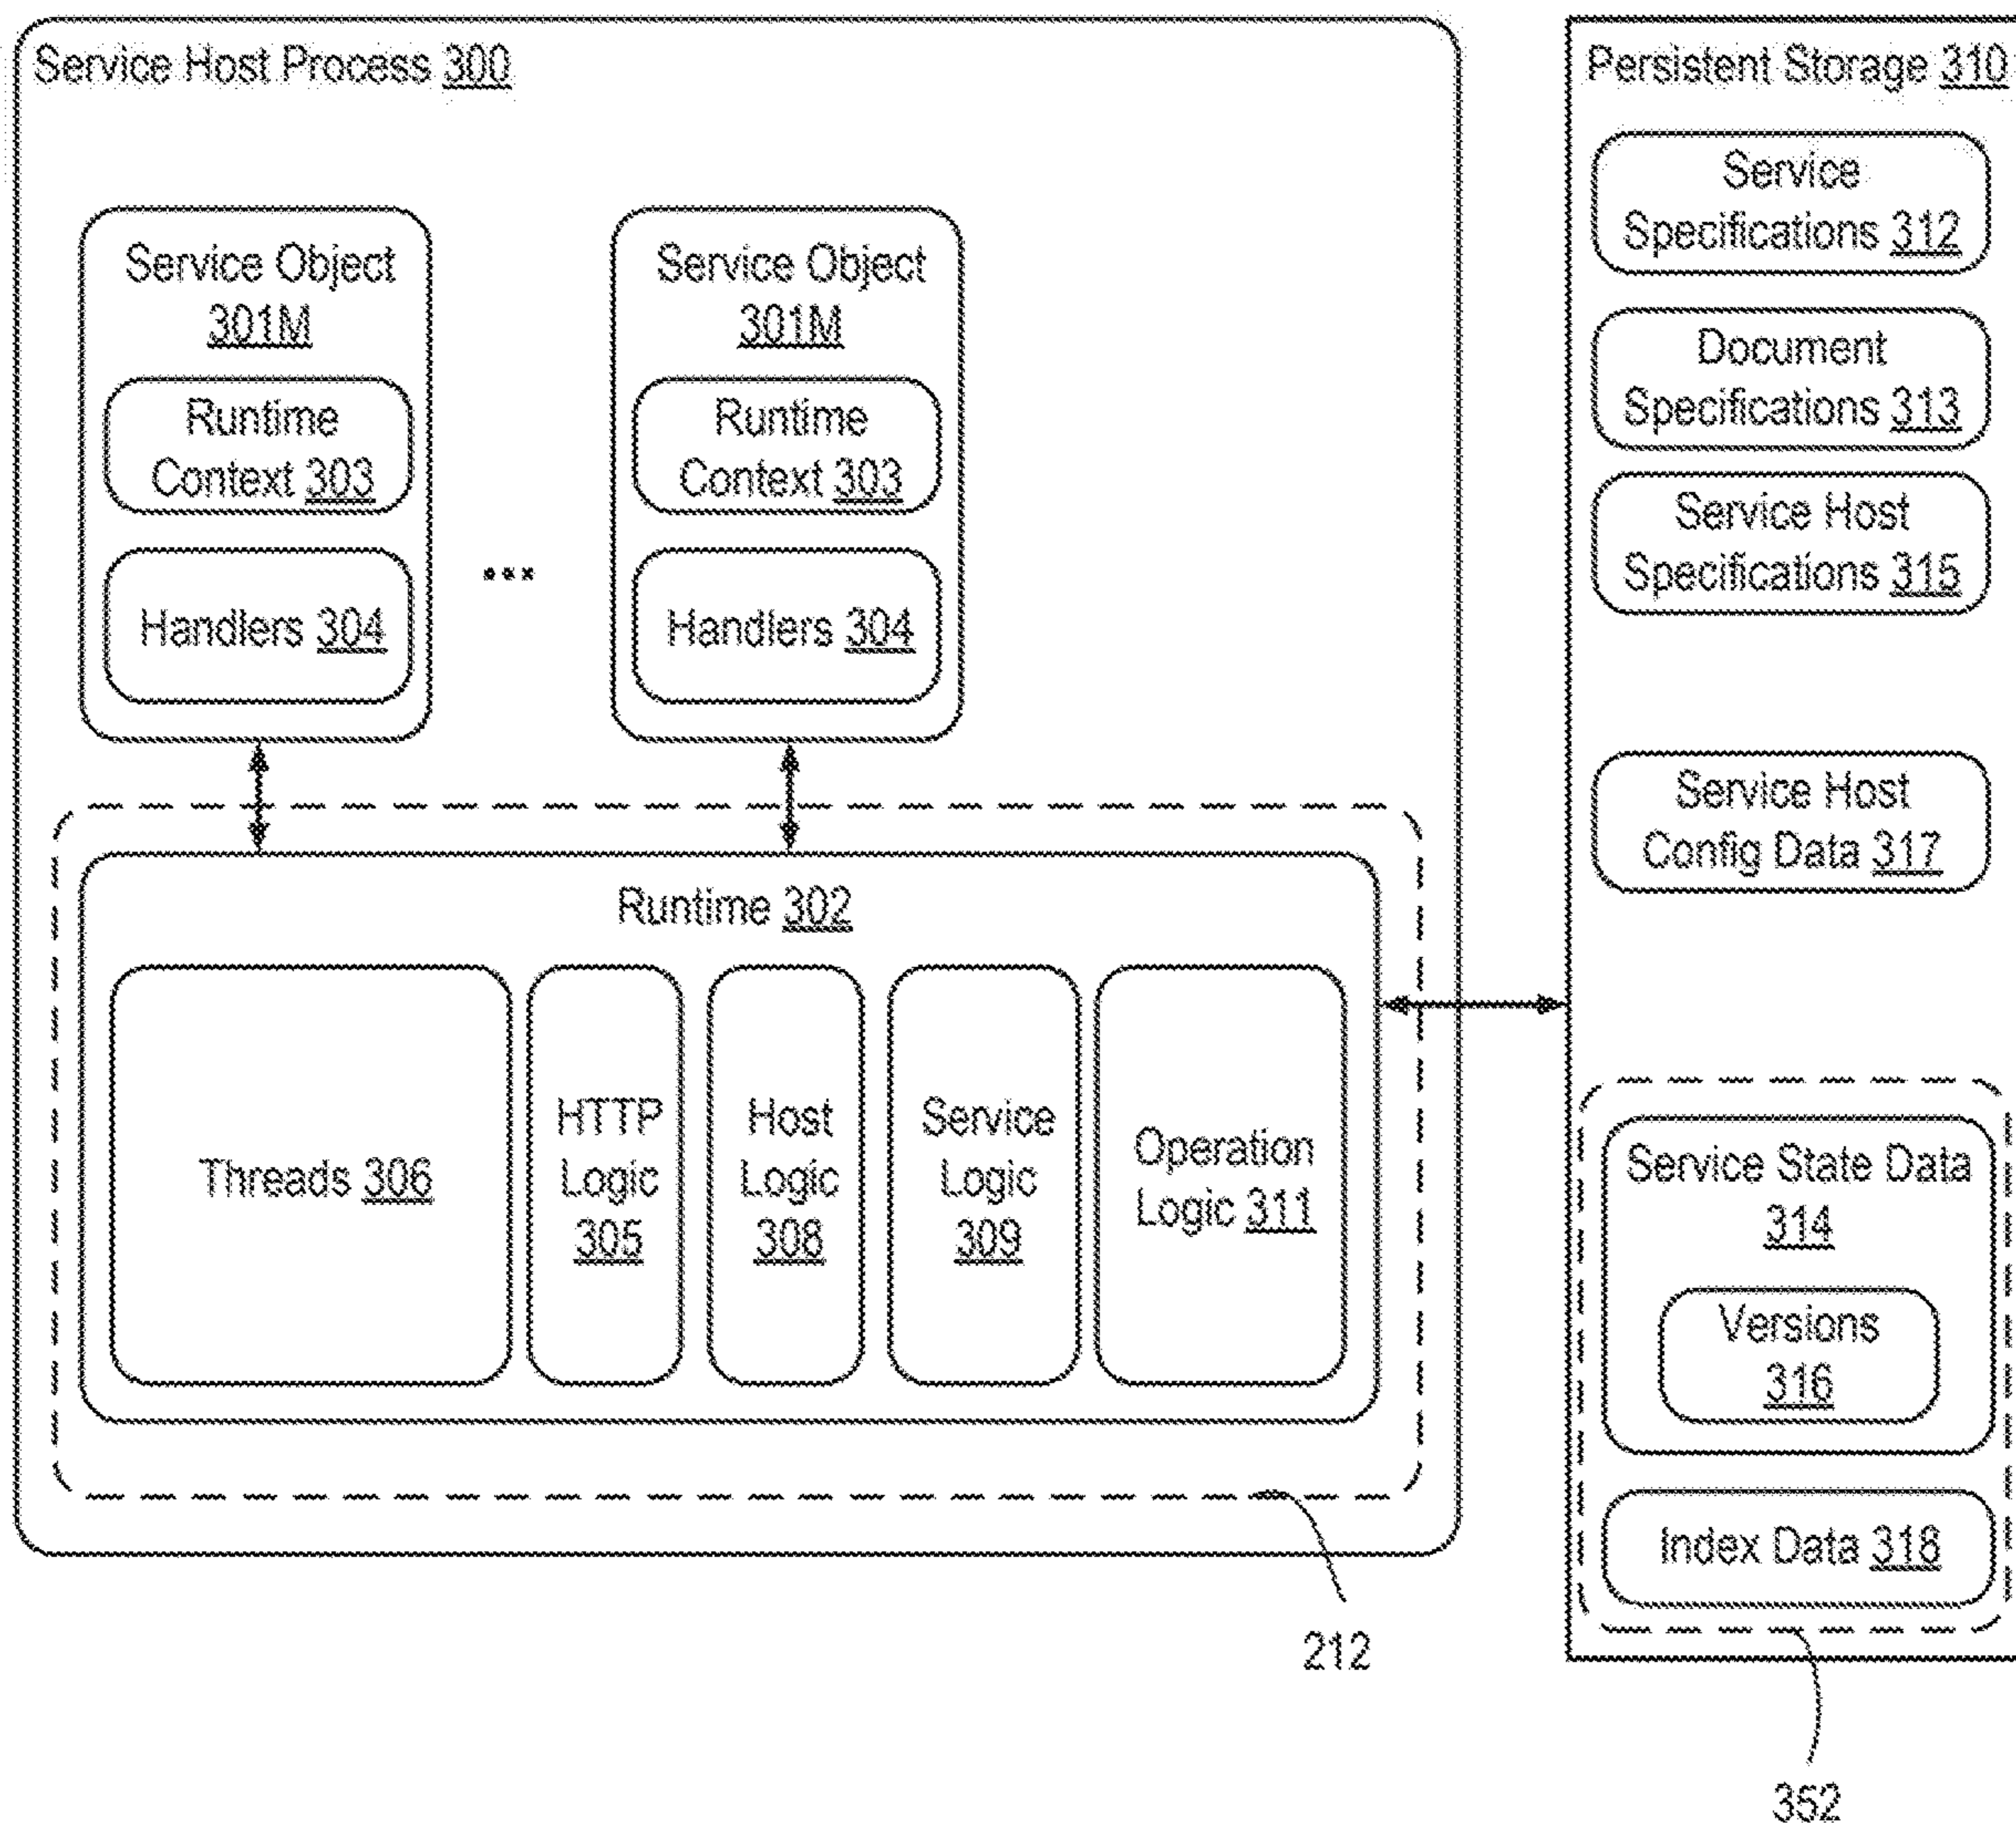 Service Host Process 300
Service Object
301M
Runtime
Context 303
Handlers 304
...
Service Object
301M
Runtime
Context 303
Handlers 304
Runtime 302
Threads 306
HTTP
Logic
305
Host
Logic
308
Service
Logic
309
Operation
Logic 311
212
Persistent Storage 310
Service
Specifications 312
Document
Specifications 313
Service Host
Specifications 315
Service Host
Config Data 317
Service State Data
314
Versions
316
Index Data 318
352